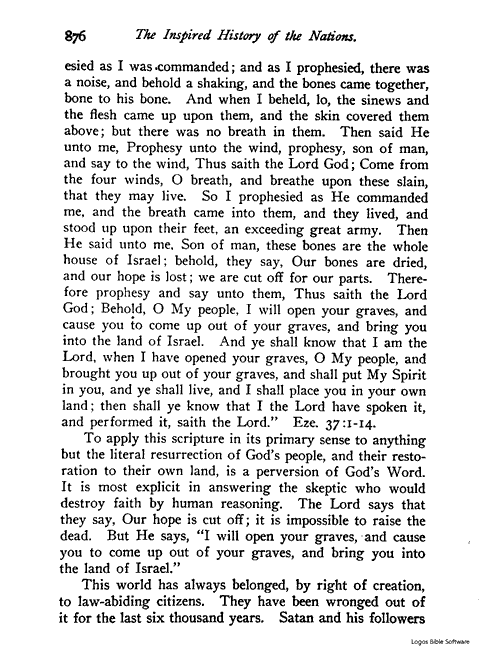 876 The Inspired History of the Nations.
esied as I was commanded; and as I prophesied, there was
a noise, and behold a shaking, and the bones came together,
bone to his bone. And when I beheld, lo, the sinews and
the flesh came up upon them, and the skin covered them
above; but there was no breath in them. Then said He
unto me, Prophesy unto the wind, prophesy, son of man,
and say to the wind, Thus saith the Lord God; Come from
the four winds, O breath, and breathe upon these slain,
that they may live. So I prophesied as He commanded
me, and the breath came into them, and they lived, and
stood up upon their feet, an exceeding great army. Then
He said unto me, Son of man, these bones are the whole
house of Israel; behold, they say, Our bones are dried,
and our hope is lost; we are cut off for our parts. There-
fore prophesy and say unto them, Thus saith the Lord
God; Behold, O My people, I will open your graves, and
cause you to come up out of your graves, and bring you
into the land of Israel. And ye shall know that I am the
Lord, when I have opened your graves, O My people, and
brought you up out of your graves, and shall put My Spirit
in you, and ye shall live, and I shall place you in your own
land; then shall ye know that I the Lord have spoken it,
and performed it, saith the Lord.” Eze. 37:1-14.
To apply this scripture in its primary sense to anything
but the literal resurrection of God’s people, and their resto-
ration to their own land, is a perversion of God’s Word.
It is most explicit in answering the skeptic who would
destroy faith by human reasoning. The Lord says that
they say, Our hope is cut off; it is impossible to raise the
dead. But He says, “I will open your graves, and cause
you to come up out of your graves, and bring you into
the land of Israel.”
This world has always belonged, by right of creation,
to law-abiding citizens. They have been wronged out of
it for the last six thousand years. Satan and his followers
Logos Bible Software